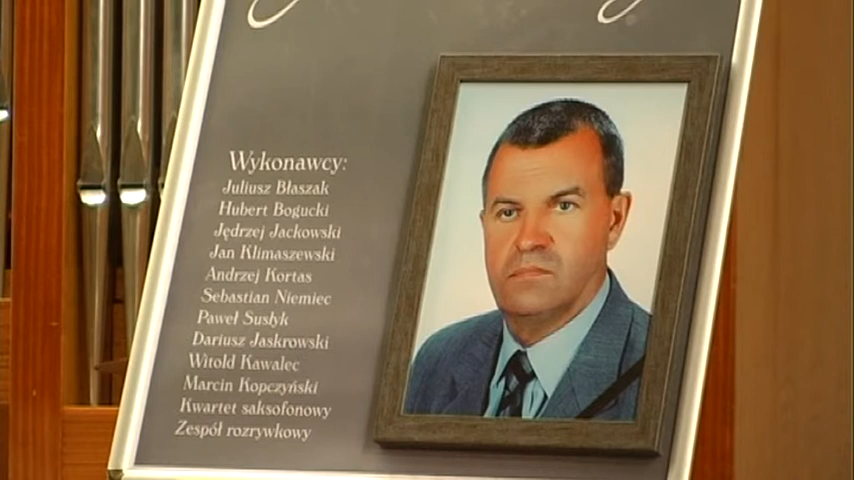 Wykonawcy:
Juliusz Błaszak
Hubert Bogucki
Jędrzej Jackowski
Jan Klimaszewski
Andrzej Kortas
Sebastian Niemiec
Paweł Susłyk
Dariusz Jaskrowski
Witold Kawalec
Marcin Kopczyński
Kwartet saksofonowy
Zespół rozrywkowy